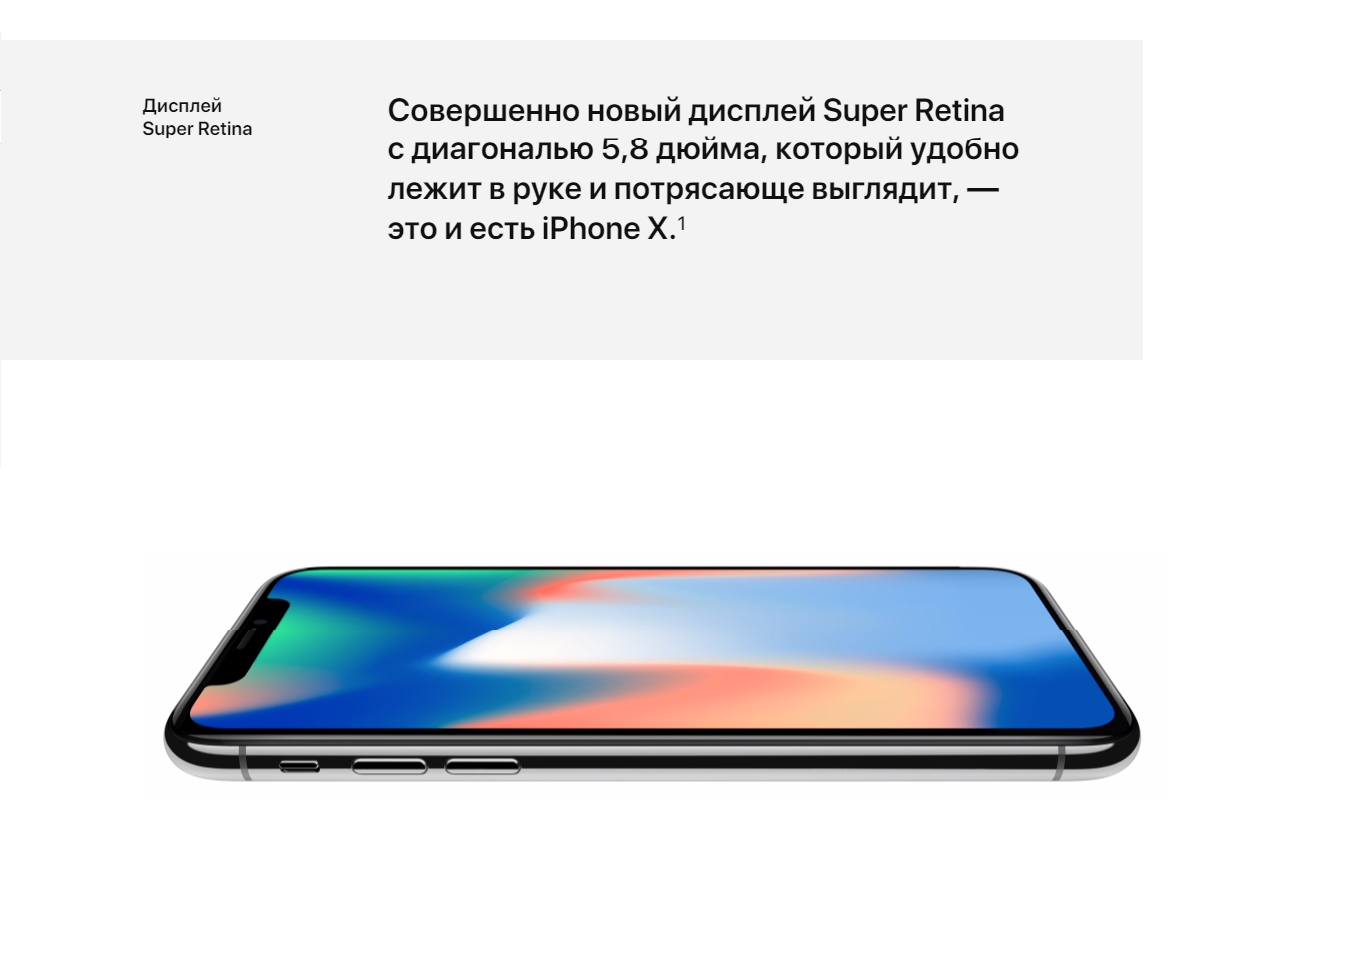 Дисплей
Super Retina
Совершенно новый дисплей Super Retina
с диагональю 5,8 дюйма, который удобно
лежит в руке и потрясающе выглядит, —
это и есть iPhone X.¹